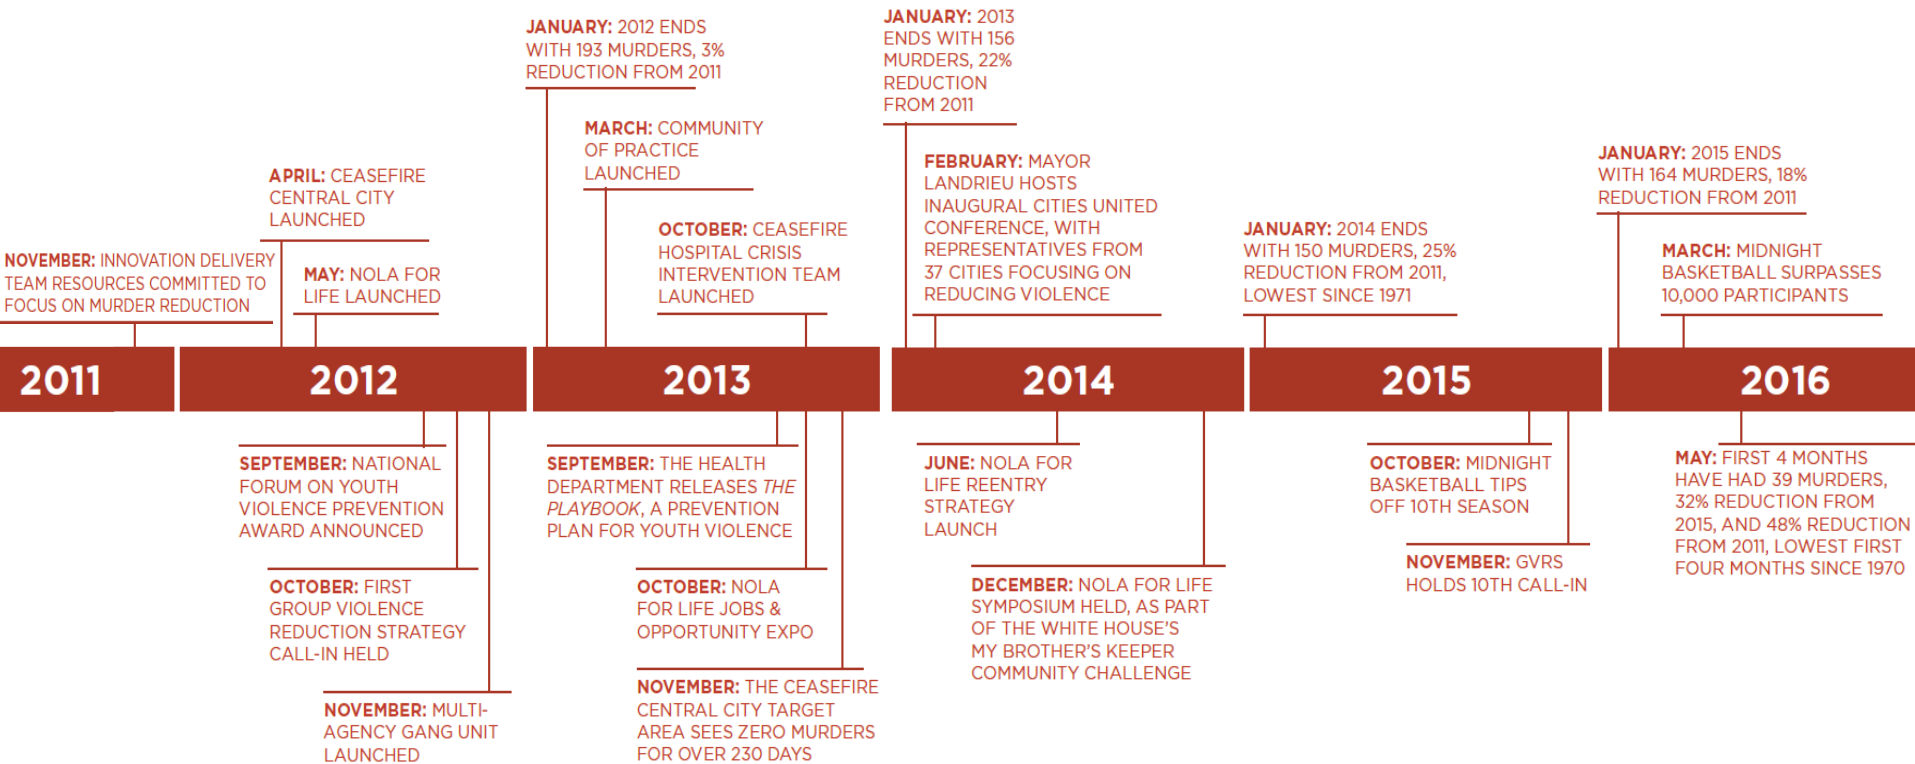 NOVEMBER: INNOVATION DELIVERY
TEAM RESOURCES COMMITTED TO
FOCUS ON MURDER REDUCTION
APRIL: CEASEFIRE
CENTRAL CITY
LAUNCHED
MAY: NOLA FOR
LIFE LAUNCHED
JANUARY: 2012 ENDS
WITH 193 MURDERS, 3%
REDUCTION FROM 2011
MARCH: COMMUNITY
OF PRACTICE
LAUNCHED
OCTOBER: CEASEFIRE
HOSPITAL CRISIS
INTERVENTION TEAM
LAUNCHED
JANUARY: 2013
ENDS WITH 156
MURDERS, 22%
REDUCTION
FROM 2011
FEBRUARY: MAYOR
LANDRIEU HOSTS
INAUGURAL CITIES UNITED
CONFERENCE, WITH
REPRESENTATIVES FROM
37 CITIES FOCUSING ON
REDUCING VIOLENCE
JANUARY: 2014 ENDS
WITH 150 MURDERS, 25%
REDUCTION FROM 2011,
LOWEST SINCE 1971
JANUARY: 2015 ENDS
WITH 164 MURDERS, 18%
REDUCTION FROM 2011
MARCH: MIDNIGHT
BASKETBALL SURPASSES
10,000 PARTICIPANTS
2011
2012
2013
2014
2015
2016
SEPTEMBER: NATIONAL
FORUM ON YOUTH
VIOLENCE PREVENTION
AWARD ANNOUNCED
OCTOBER: FIRST
GROUP VIOLENCE
REDUCTION STRATEGY
CALL-IN HELD
NOVEMBER: MULTI-
AGENCY GANG UNIT
LAUNCHED
SEPTEMBER: THE HEALTH
DEPARTMENT RELEASES THE
PLAYBOOK, A PREVENTION
PLAN FOR YOUTH VIOLENCE
OCTOBER: NOLA
FOR LIFE JOBS &
OPPORTUNITY EXPO
NOVEMBER: THE CEASEFIRE
CENTRAL CITY TARGET
AREA SEES ZERO MURDERS
FOR OVER 230 DAYS
JUNE: NOLA FOR
LIFE REENTRY
STRATEGY
LAUNCH
DECEMBER: NOLA FOR LIFE
SYMPOSIUM HELD, AS PART
OF THE WHITE HOUSE'S
MY BROTHER'S KEEPER
COMMUNITY CHALLENGE
OCTOBER: MIDNIGHT
BASKETBALL TIPS
OFF 10TH SEASON
NOVEMBER: GVRS
HOLDS 10TH CALL-IN
MAY: FIRST 4 MONTHS
HAVE HAD 39 MURDERS,
32% REDUCTION FROM
2015, AND 48% REDUCTION
FROM 2011, LOWEST FIRST
FOUR MONTHS SINCE 1970